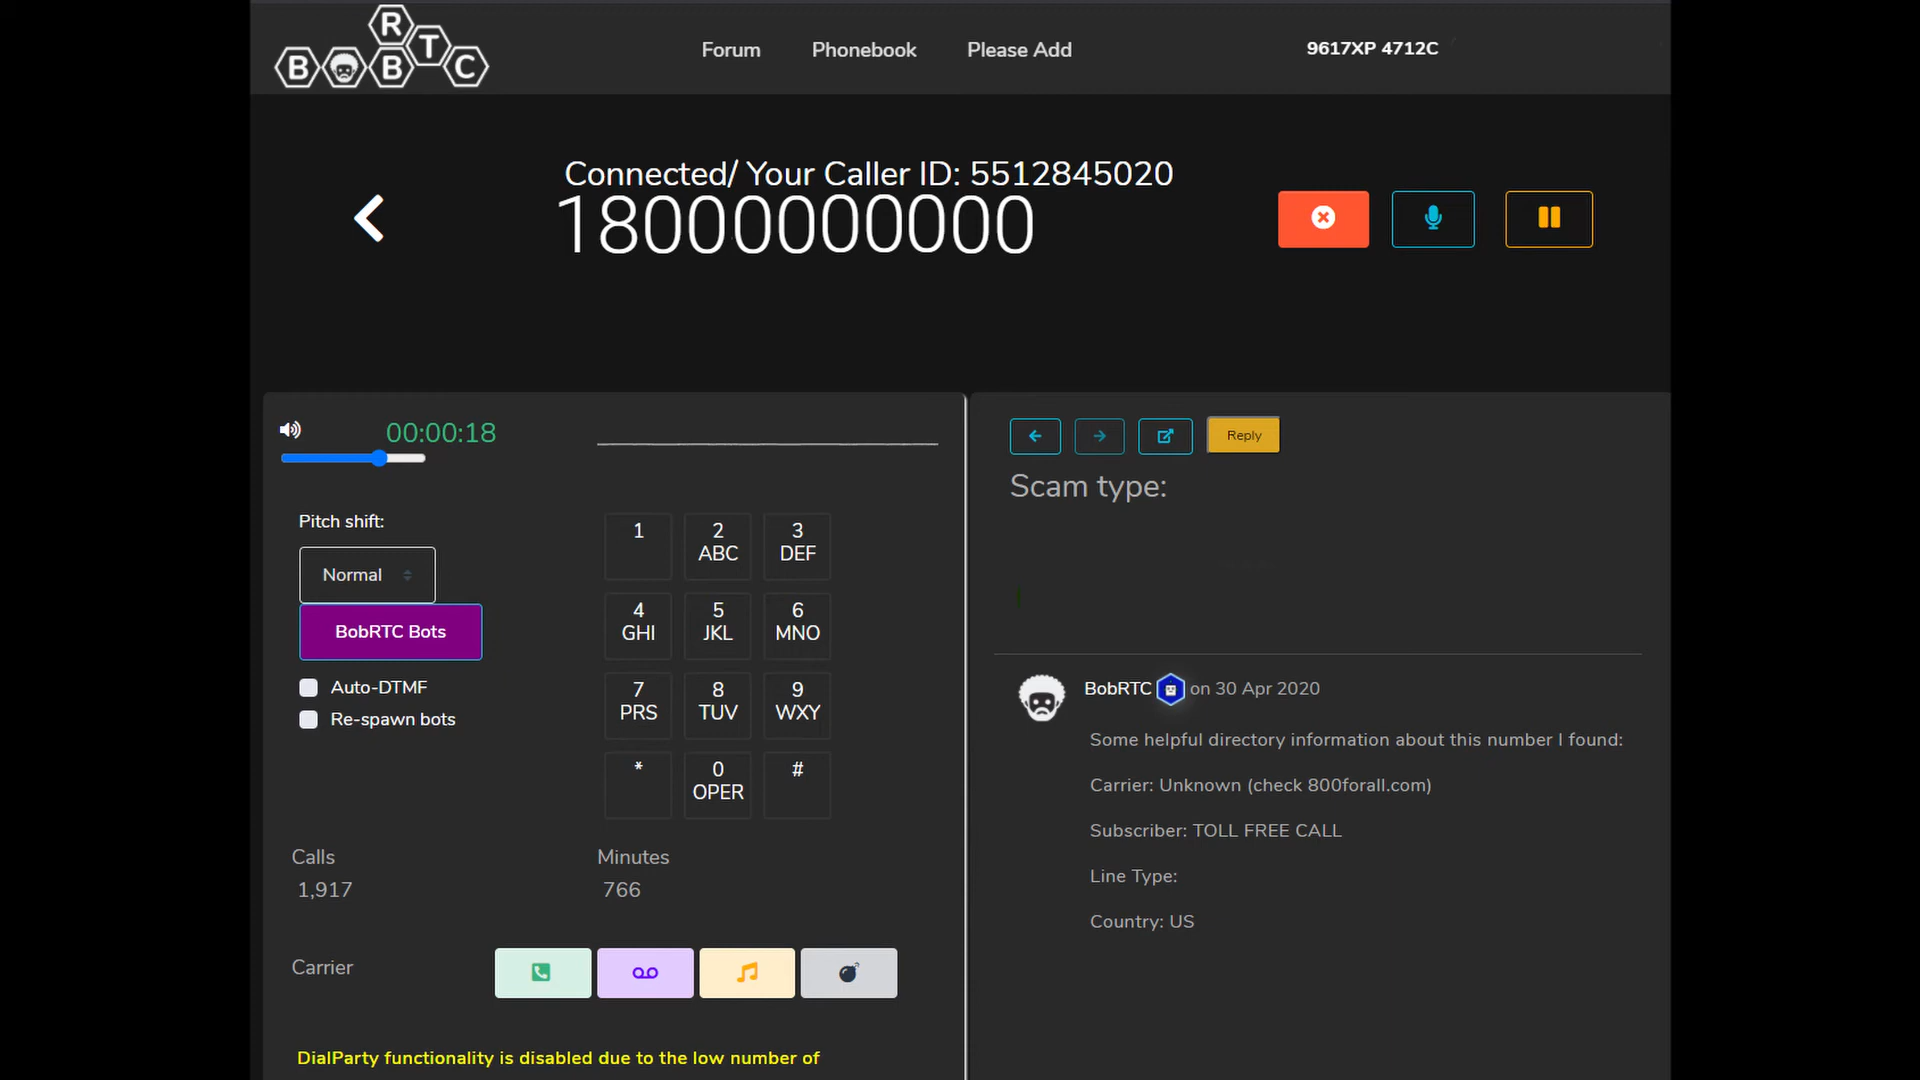 BOBRTC
Forum
Phonebook
Please Add
9617XP 4712C
Connected/ Your Caller ID: 5512845020
18000000000
00:00:18
Reply
Scam type:
Pitch shift:
Normal
BobRTC Bots
Auto-DTMF
Re-spawn bots
1
2
ABC
3
DEF
4
GHI
5
JKL
6
MNO
7
PRS
8
TUV
9
WXY
*
0
OPER
#
Calls
1,917
Minutes
766
Carrier
DialParty functionality is disabled due to the low number of
BobRTC on 30 Apr 2020
Some helpful directory information about this number I found:
Carrier: Unknown (check 800forall.com)
Subscriber: TOLL FREE CALL
Line Type:
Country: US